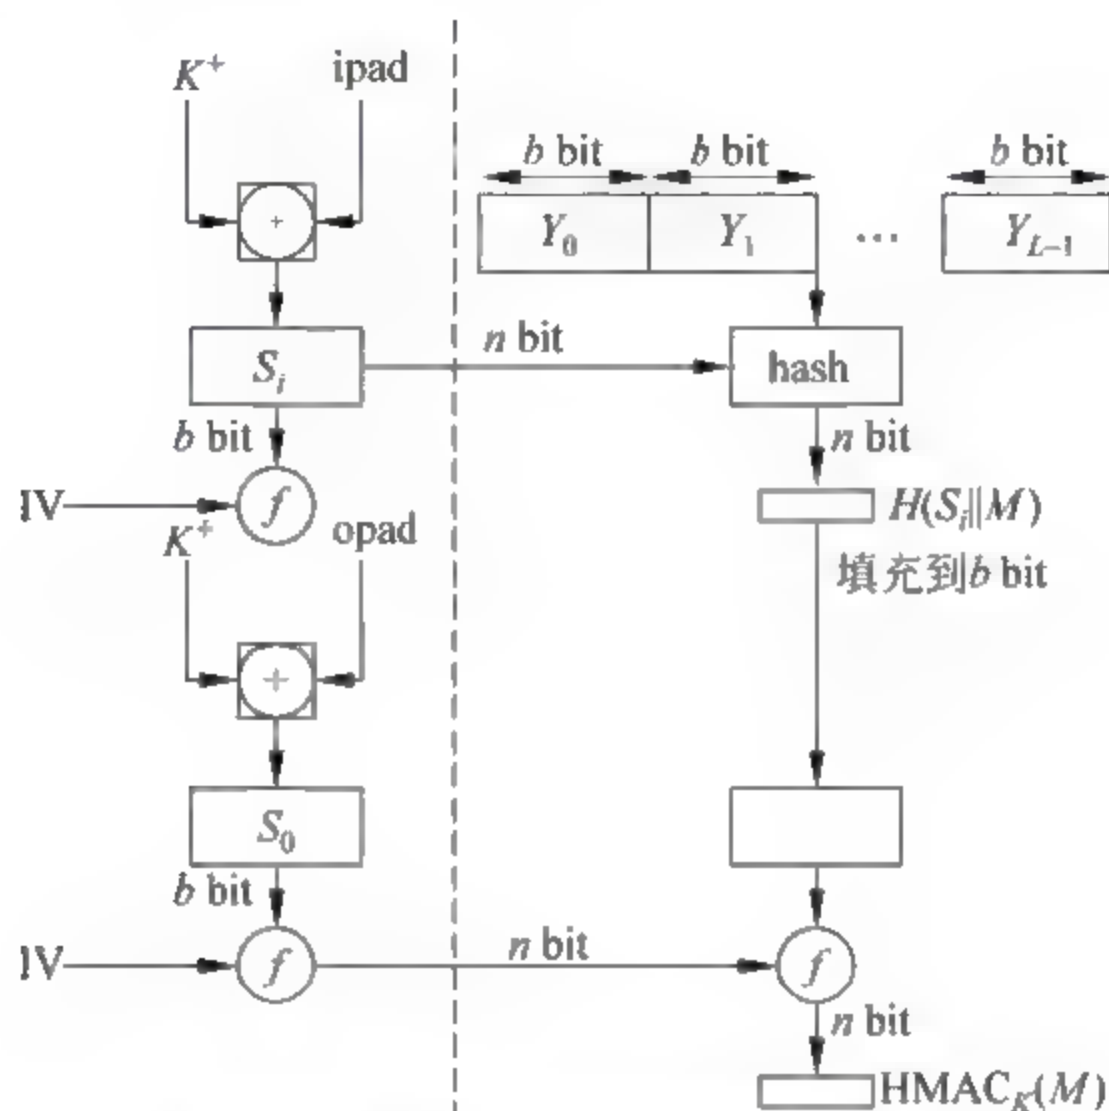 K⁺ ipad
b bit b bit b bit
Y₀ Y₁ … Y_{L-1}
+
S_i n bit hash
b bit n bit
IV f H(S_i||M)
K⁺ opad 填充到b bit
+
S₀
b bit
IV f n bit f
n bit
HMAC_K(M)